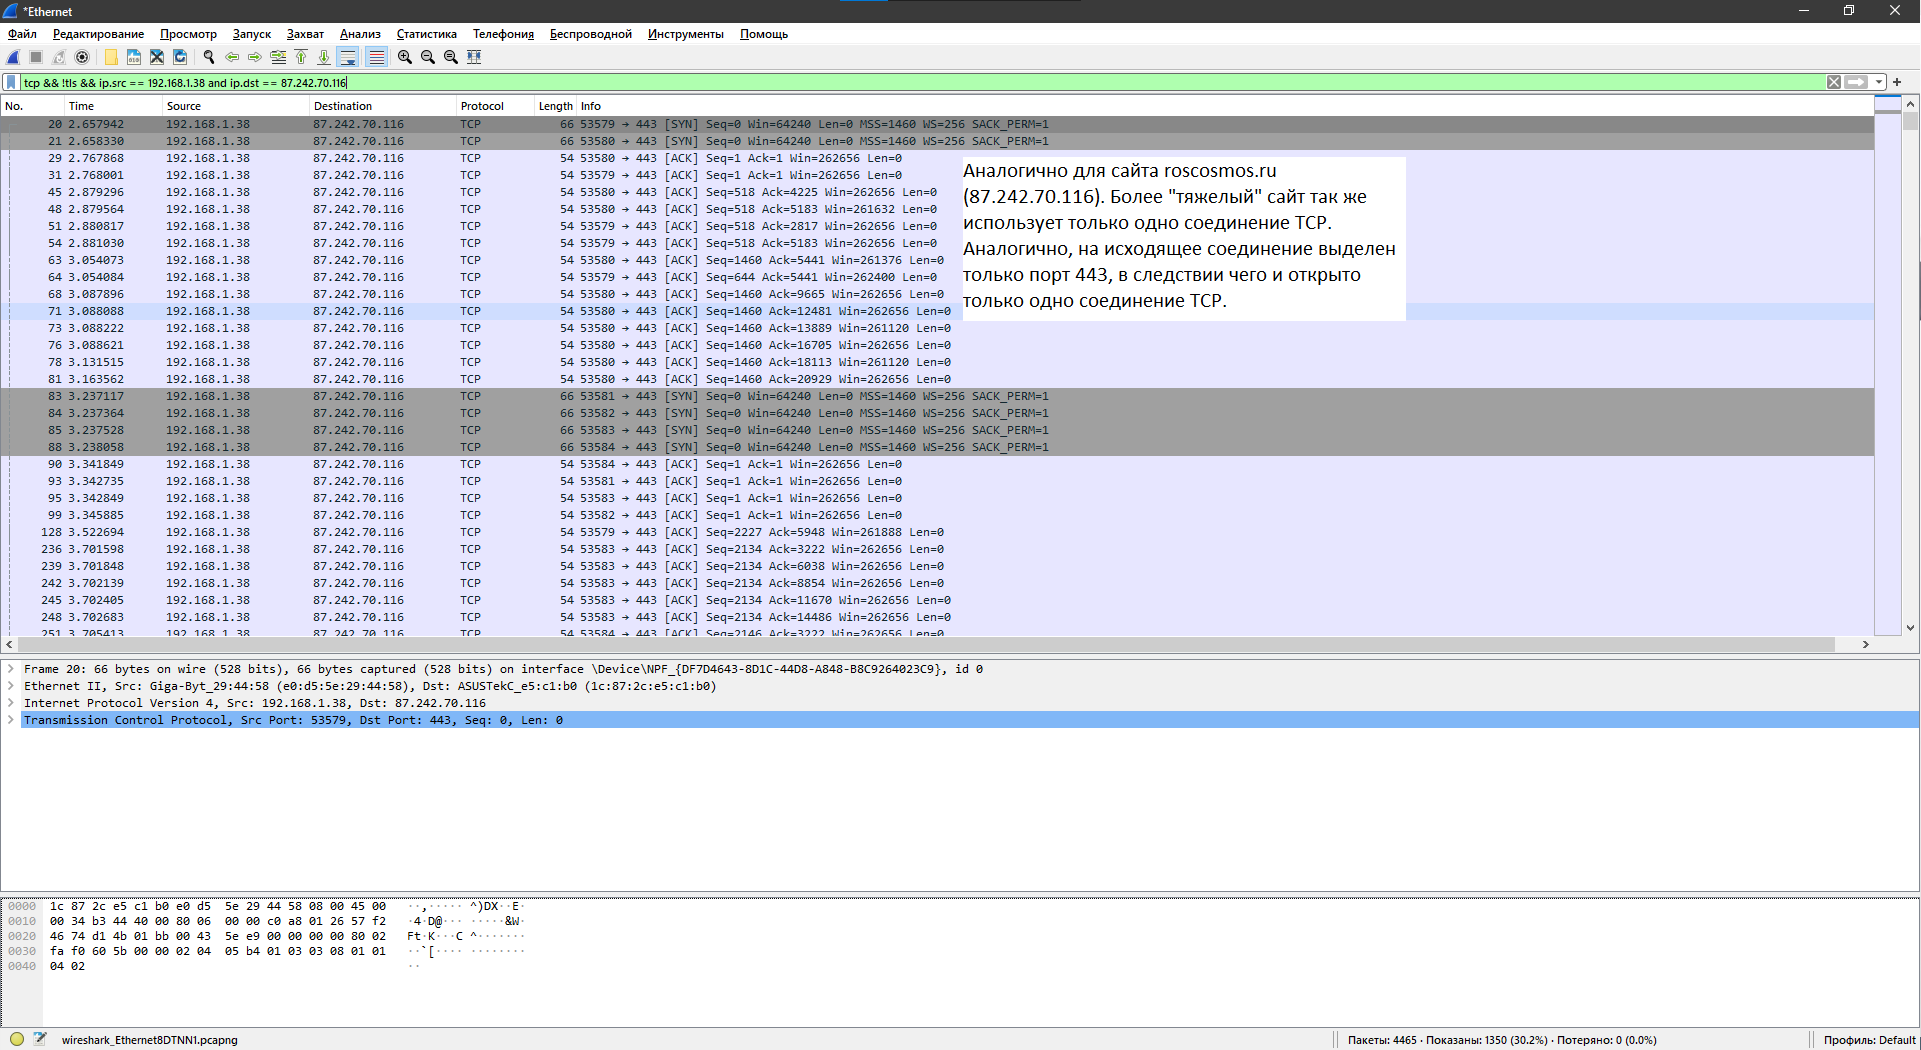 *Ethernet
Файл Редактирование Просмотр Запуск Захват Анализ Статистика Телефония Беспроводной Инструменты Помощь
tcp && !tls && ip.src == 192.168.1.38 and ip.dst == 87.242.70.116
No. Time Source Destination Protocol Length Info
20 2.657942 192.168.1.38 87.242.70.116 TCP 66 53579 → 443 [SYN] Seq=0 Win=64240 Len=0 MSS=1460 WS=256 SACK_PERM=1
21 2.658330 192.168.1.38 87.242.70.116 TCP 66 53580 → 443 [SYN] Seq=0 Win=64240 Len=0 MSS=1460 WS=256 SACK_PERM=1
29 2.767868 192.168.1.38 87.242.70.116 TCP 54 53580 → 443 [ACK] Seq=1 Ack=1 Win=262656 Len=0
31 2.768001 192.168.1.38 87.242.70.116 TCP 54 53579 → 443 [ACK] Seq=1 Ack=1 Win=262656 Len=0
45 2.879296 192.168.1.38 87.242.70.116 TCP 54 53580 → 443 [ACK] Seq=518 Ack=4225 Win=262656 Len=0
48 2.879564 192.168.1.38 87.242.70.116 TCP 54 53580 → 443 [ACK] Seq=518 Ack=5183 Win=261632 Len=0
51 2.880817 192.168.1.38 87.242.70.116 TCP 54 53579 → 443 [ACK] Seq=518 Ack=2817 Win=262656 Len=0
54 2.881030 192.168.1.38 87.242.70.116 TCP 54 53579 → 443 [ACK] Seq=518 Ack=5183 Win=262656 Len=0
63 3.054073 192.168.1.38 87.242.70.116 TCP 54 53580 → 443 [ACK] Seq=1460 Ack=5441 Win=261376 Len=0
64 3.054084 192.168.1.38 87.242.70.116 TCP 54 53579 → 443 [ACK] Seq=644 Ack=5441 Win=262400 Len=0
68 3.087896 192.168.1.38 87.242.70.116 TCP 54 53580 → 443 [ACK] Seq=1460 Ack=9665 Win=262656 Len=0
71 3.088088 192.168.1.38 87.242.70.116 TCP 54 53580 → 443 [ACK] Seq=1460 Ack=12481 Win=262656 Len=0
73 3.088222 192.168.1.38 87.242.70.116 TCP 54 53580 → 443 [ACK] Seq=1460 Ack=13889 Win=261120 Len=0
76 3.088621 192.168.1.38 87.242.70.116 TCP 54 53580 → 443 [ACK] Seq=1460 Ack=16705 Win=262656 Len=0
78 3.131515 192.168.1.38 87.242.70.116 TCP 54 53580 → 443 [ACK] Seq=1460 Ack=18113 Win=261120 Len=0
81 3.163562 192.168.1.38 87.242.70.116 TCP 54 53580 → 443 [ACK] Seq=1460 Ack=20929 Win=262656 Len=0
83 3.237117 192.168.1.38 87.242.70.116 TCP 66 53581 → 443 [SYN] Seq=0 Win=64240 Len=0 MSS=1460 WS=256 SACK_PERM=1
84 3.237364 192.168.1.38 87.242.70.116 TCP 66 53582 → 443 [SYN] Seq=0 Win=64240 Len=0 MSS=1460 WS=256 SACK_PERM=1
85 3.237528 192.168.1.38 87.242.70.116 TCP 66 53583 → 443 [SYN] Seq=0 Win=64240 Len=0 MSS=1460 WS=256 SACK_PERM=1
88 3.238058 192.168.1.38 87.242.70.116 TCP 66 53584 → 443 [SYN] Seq=0 Win=64240 Len=0 MSS=1460 WS=256 SACK_PERM=1
90 3.341849 192.168.1.38 87.242.70.116 TCP 54 53584 → 443 [ACK] Seq=1 Ack=1 Win=262656 Len=0
93 3.342735 192.168.1.38 87.242.70.116 TCP 54 53581 → 443 [ACK] Seq=1 Ack=1 Win=262656 Len=0
95 3.342849 192.168.1.38 87.242.70.116 TCP 54 53583 → 443 [ACK] Seq=1 Ack=1 Win=262656 Len=0
99 3.345885 192.168.1.38 87.242.70.116 TCP 54 53582 → 443 [ACK] Seq=1 Ack=1 Win=262656 Len=0
128 3.522694 192.168.1.38 87.242.70.116 TCP 54 53579 → 443 [ACK] Seq=2227 Ack=5948 Win=261888 Len=0
236 3.701598 192.168.1.38 87.242.70.116 TCP 54 53583 → 443 [ACK] Seq=2134 Ack=3222 Win=262656 Len=0
239 3.701848 192.168.1.38 87.242.70.116 TCP 54 53583 → 443 [ACK] Seq=2134 Ack=6038 Win=262656 Len=0
242 3.702139 192.168.1.38 87.242.70.116 TCP 54 53583 → 443 [ACK] Seq=2134 Ack=8854 Win=262656 Len=0
245 3.702405 192.168.1.38 87.242.70.116 TCP 54 53583 → 443 [ACK] Seq=2134 Ack=11670 Win=262656 Len=0
248 3.702683 192.168.1.38 87.242.70.116 TCP 54 53583 → 443 [ACK] Seq=2134 Ack=14486 Win=262656 Len=0
251 3.705413 192.168.1.38 87.242.70.116 TCP 54 53584 → 443 [ACK] Seq=2146 Ack=3222 Win=262656 Len=0
Аналогично для сайта roscosmos.ru
(87.242.70.116). Более "тяжелый" сайт так же
использует только одно соединение TCP.
Аналогично, на исходящее соединение выделен
только порт 443, в следствии чего и открыто
только одно соединение TCP.
Frame 20: 66 bytes on wire (528 bits), 66 bytes captured (528 bits) on interface \Device\NPF_{DF7D4643-8D1C-44D8-A848-B8C9264023C9}, id 0
Ethernet II, Src: Giga-Byt_29:44:58 (e0:d5:5e:29:44:58), Dst: ASUSTekC_e5:c1:b0 (1c:87:2c:e5:c1:b0)
Internet Protocol Version 4, Src: 192.168.1.38, Dst: 87.242.70.116
Transmission Control Protocol, Src Port: 53579, Dst Port: 443, Seq: 0, Len: 0
0000 1c 87 2c e5 c1 b0 e0 d5 5e 29 44 58 08 00 45 00 ··,····· ^)DX··E·
0010 00 34 b3 44 40 00 80 06 00 00 c0 a8 01 26 57 f2 ·4·D@··· ·····&W·
0020 46 74 d1 4b 01 bb 00 43 5e e9 00 00 00 00 80 02 Ft·K···C ^·······
0030 fa f0 60 5b 00 00 02 04 05 b4 01 03 03 08 01 01 ··`[···· ········
0040 04 02 ··
wireshark_Ethernet8DTNN1.pcapng Пакеты: 4465 · Показаны: 1350 (30.2%) · Потеряно: 0 (0.0%) Профиль: Default